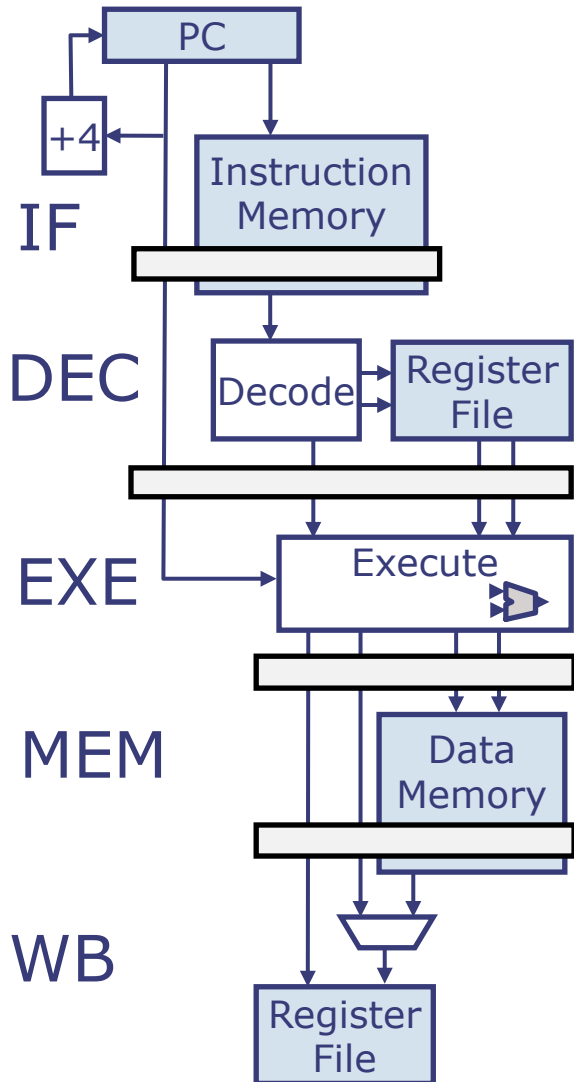 PC
+4
Instruction
Memory
IF
DEC
Decode
Register
File
EXE
Execute
MEM
Data
Memory
WB
Register
File